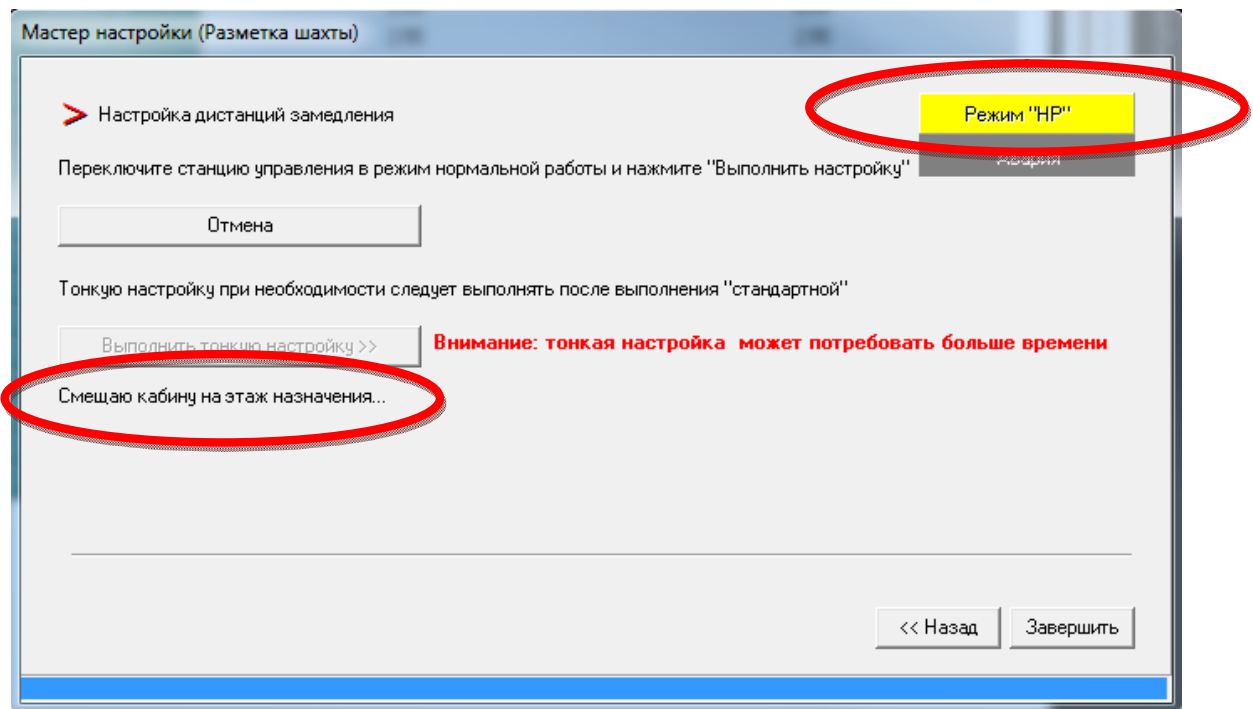 Мастер настройки (Разметка шахты)
Настройка дистанций замедления
Режим "НР"
Авария
Переключите станцию управления в режим нормальной работы и нажмите "Выполнить настройку"
Отмена
Тонкую настройку при необходимости следует выполнять после выполнения "стандартной"
Выполнить тонкую настройку >>
Внимание: тонкая настройка может потребовать больше времени
Смещаю кабину на этаж назначения...
<< Назад
Завершить